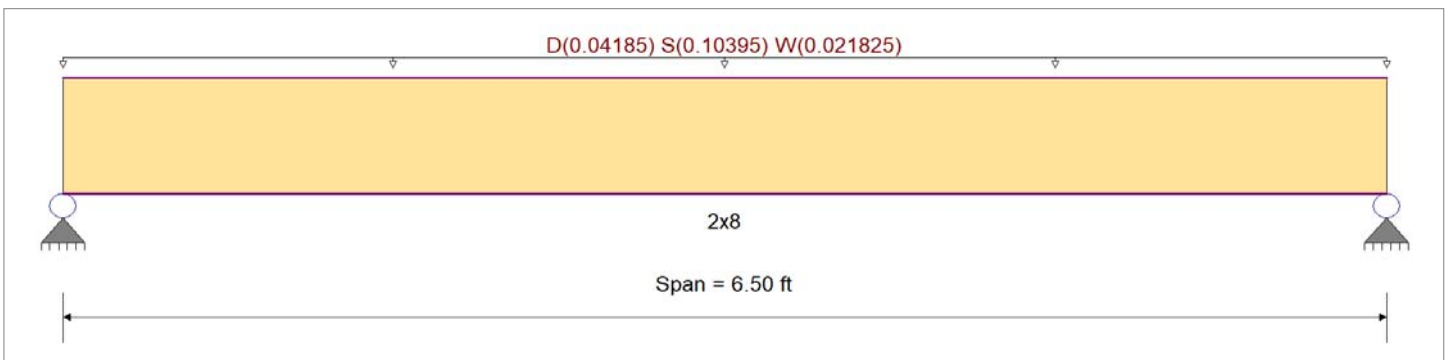 D(0.04185) S(0.10395) W(0.021825)
2x8
Span = 6.50 ft